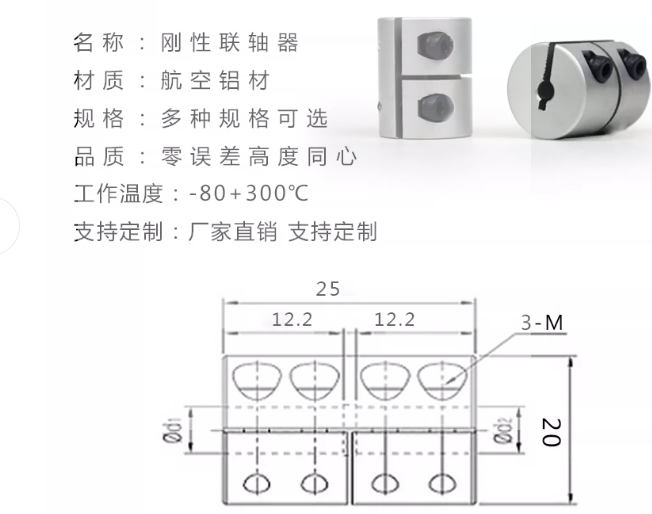 名称：刚性联轴器
材质：航空铝材
规格：多种规格可选
品质：零误差高度同心
工作温度：-80+300℃
支持定制：厂家直销 支持定制
25
12.2 12.2
3-M
Ød1 Ød2 20